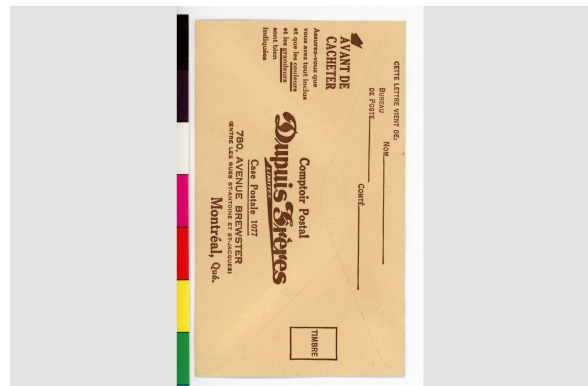 CETTE LETTRE VIENT DE:
NOM
BUREAU
DE POSTE
COMTÉ
AVANT DE
CACHETER
Assurez-vous que
vous avez tout inclus
et que les couleurs
et les grandeurs
sont bien
indiquées
TIMBRE
Comptoir Postal
Dupuis Frères
LIMITÉE
Case Postale 1077
780, AVENUE BREWSTER
(ENTRE LES RUES ST-ANTOINE ET ST-JACQUES)
Montréal, Qué.